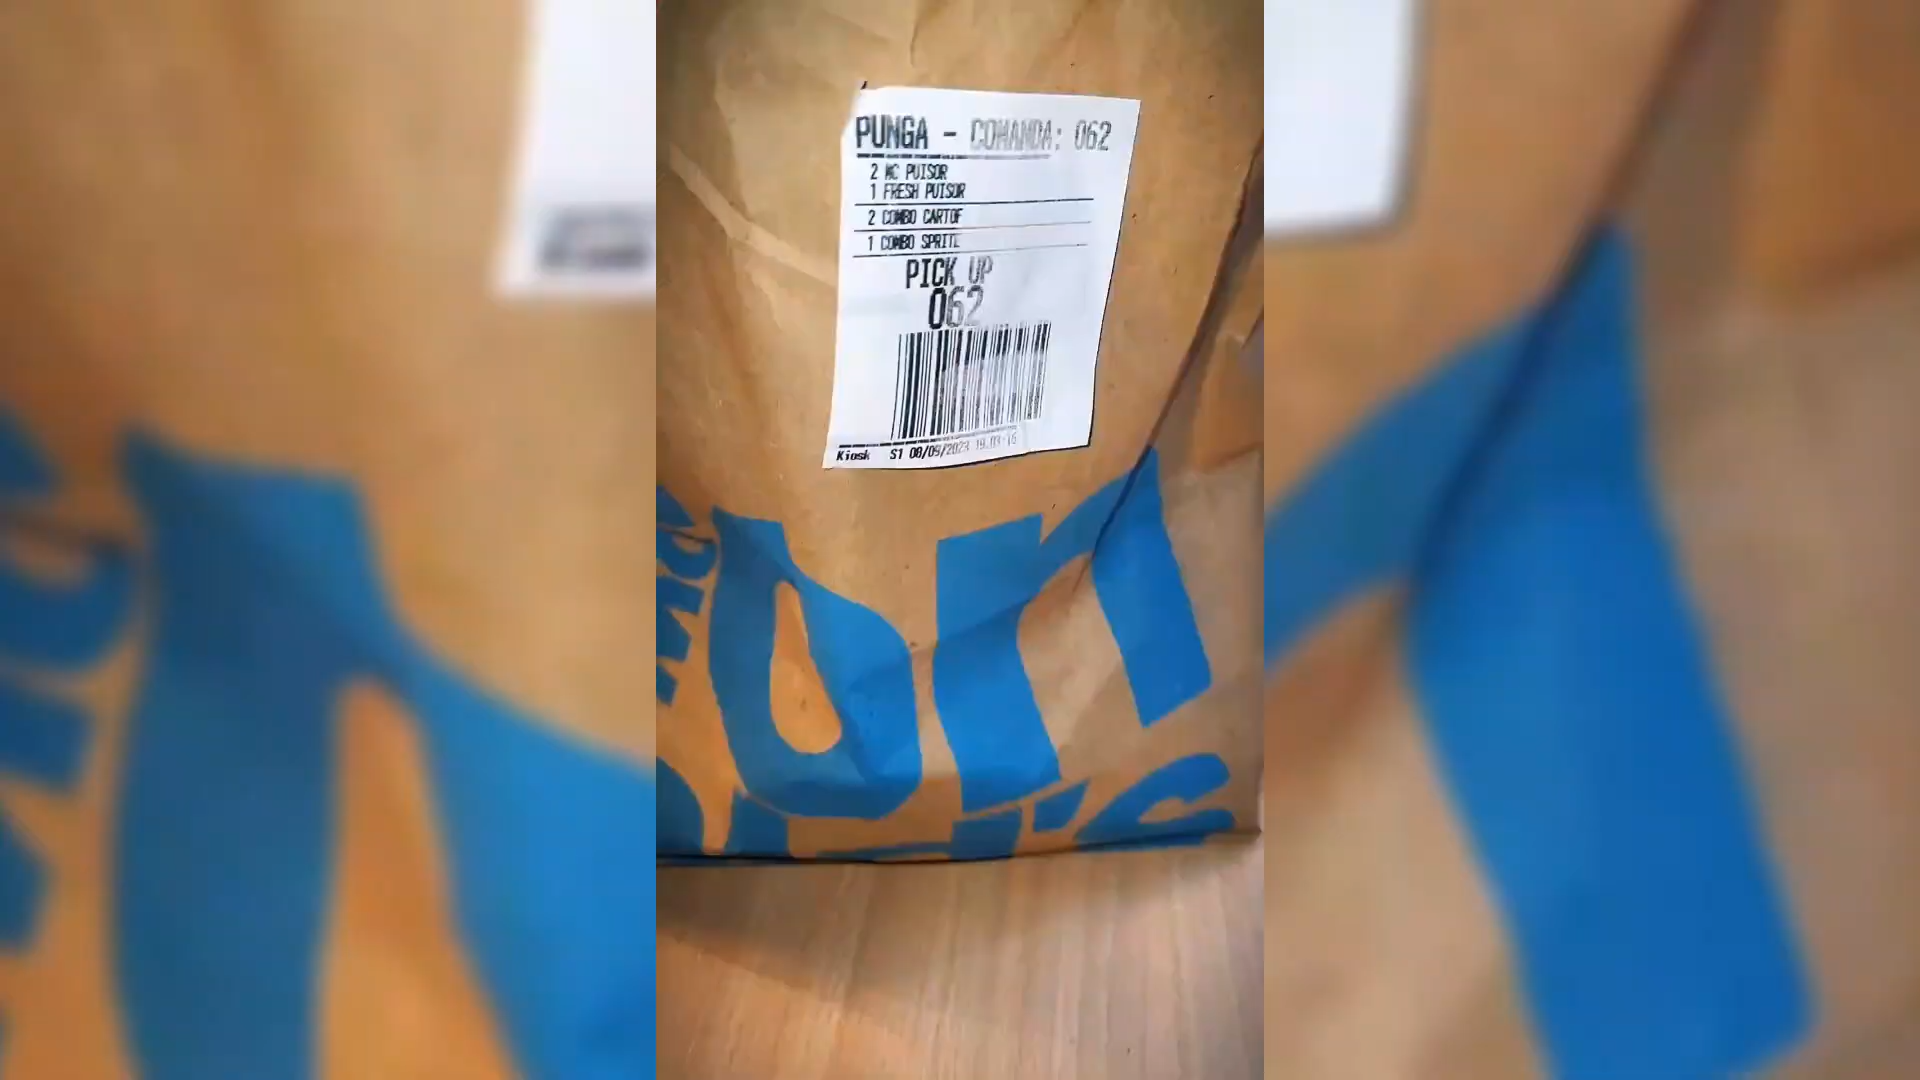 PUNGA - COMANDA: 062
2 MC PUISOR
1 FRESH PUISOR
2 COMBO CARTOF
1 COMBO SPRITE
PICK UP
062
Kiosk S1 08/09/2023 19:03:16